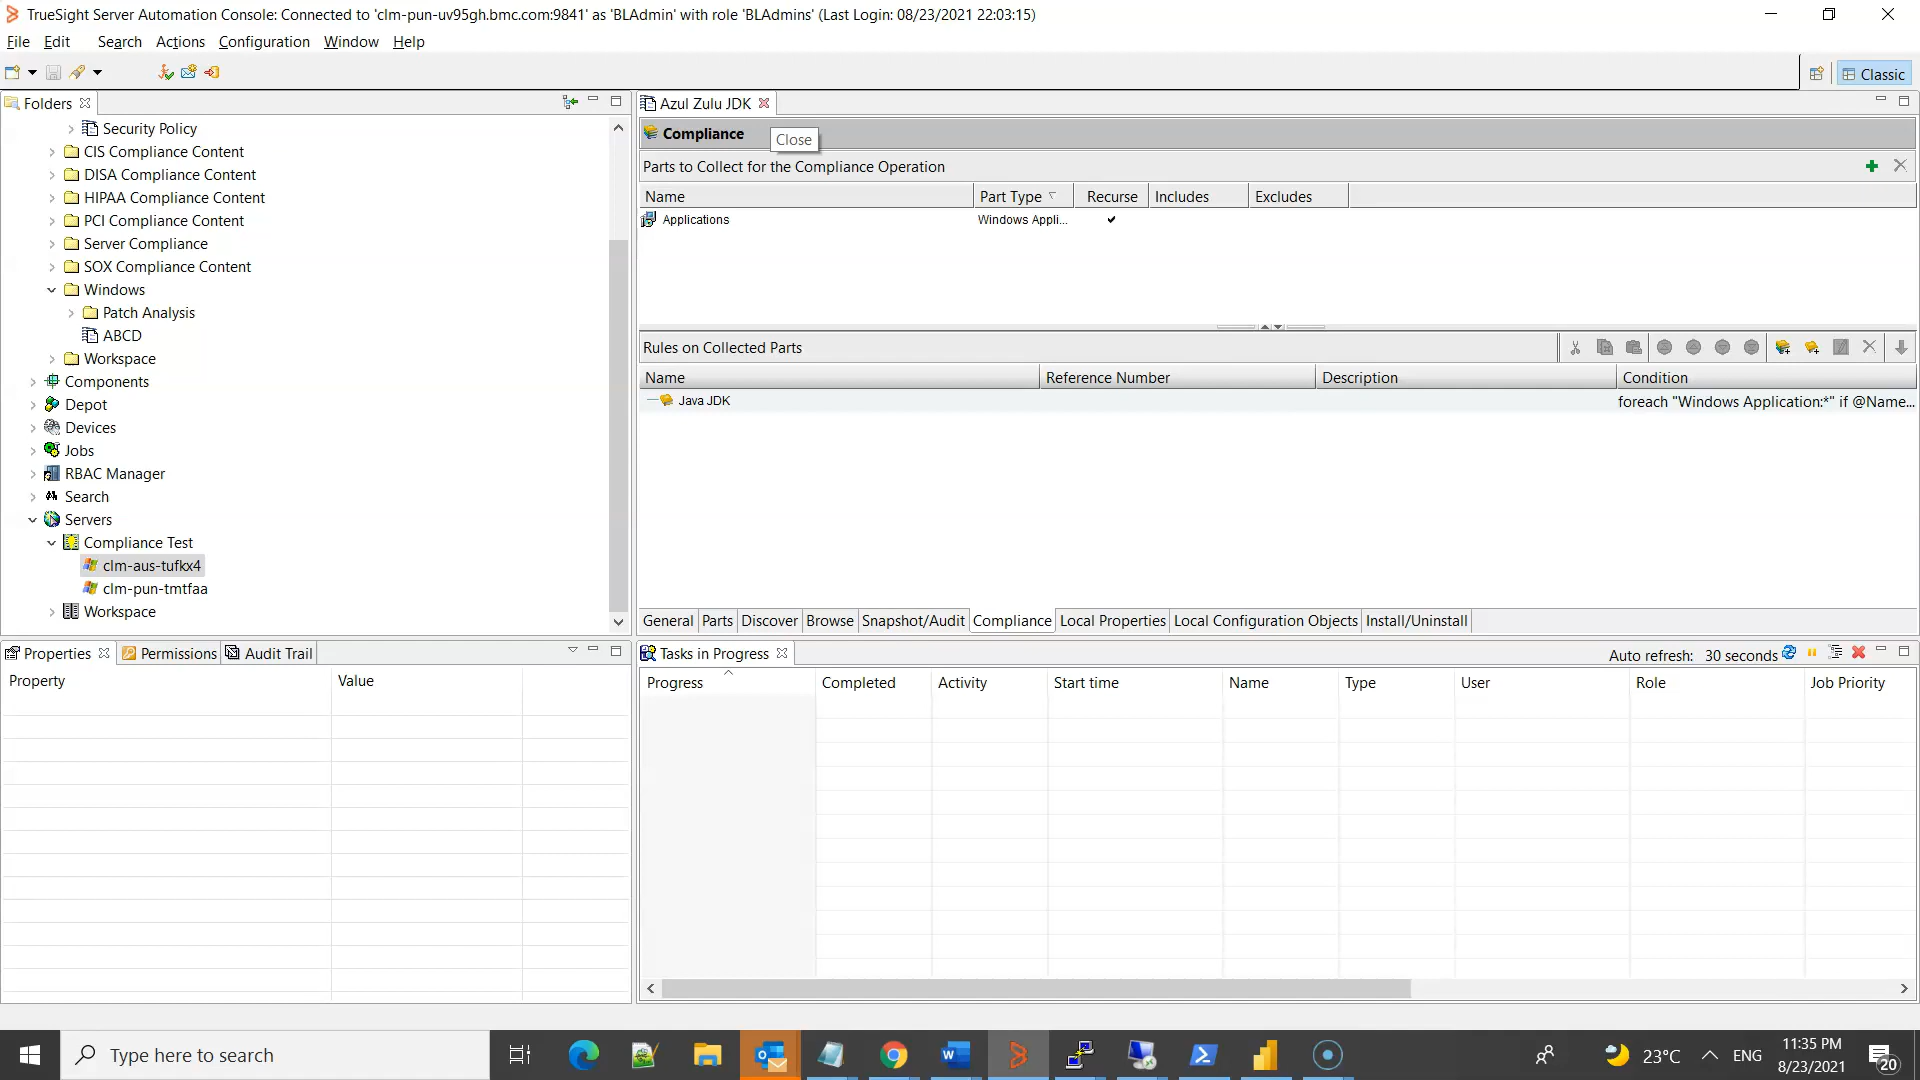 TrueSight Server Automation Console: Connected to 'clm-pun-uv95gh.bmc.com:9841' as 'BLAdmin' with role 'BLAdmins' (Last Login: 08/23/2021 22:03:15)
File Edit Search Actions Configuration Window Help
Classic
Folders
Security Policy
CIS Compliance Content
DISA Compliance Content
HIPAA Compliance Content
PCI Compliance Content
Server Compliance
SOX Compliance Content
Windows
Patch Analysis
ABCD
Workspace
Components
Depot
Devices
Jobs
RBAC Manager
Search
Servers
Compliance Test
clm-aus-tufkx4
clm-pun-tmtfaa
Workspace
Azul Zulu JDK
Compliance
Close
Parts to Collect for the Compliance Operation
Name Part Type Recurse Includes Excludes
Applications Windows Appli...
Rules on Collected Parts
Name Reference Number Description Condition
Java JDK foreach "Windows Application:*" if @Name...
General Parts Discover Browse Snapshot/Audit Compliance Local Properties Local Configuration Objects Install/Uninstall
Properties Permissions Audit Trail
Property Value
Tasks in Progress
Auto refresh: 30 seconds
Progress Completed Activity Start time Name Type User Role Job Priority
Type here to search
23°C ENG
11:35 PM
8/23/2021
20